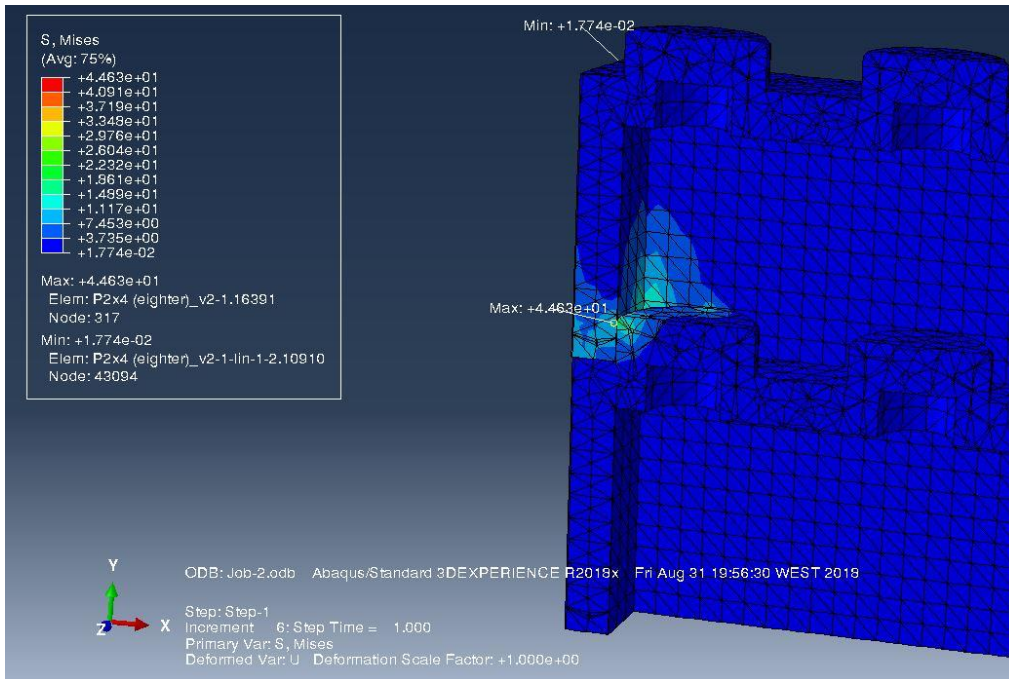 S, Mises
(Avg: 75%)
+4.463e+01
+4.091e+01
+3.719e+01
+3.348e+01
+2.976e+01
+2.604e+01
+2.232e+01
+1.861e+01
+1.489e+01
+1.117e+01
+7.453e+00
+3.735e+00
+1.774e-02
Max: +4.463e+01
Elem: P2x4 (eighter)_v2-1.16391
Node: 317
Min: +1.774e-02
Elem: P2x4 (eighter)_v2-1-lin-1-2.10910
Node: 43094
Min: +1.774e-02
Max: +4.463e+01
Y
Z
X
ODB: Job-2.odb Abaqus/Standard 3DEXPERIENCE R2018x Fri Aug 31 19:56:30 WEST 2018
Step: Step-1
Increment 6: Step Time = 1.000
Primary Var: S, Mises
Deformed Var: U Deformation Scale Factor: +1.000e+00